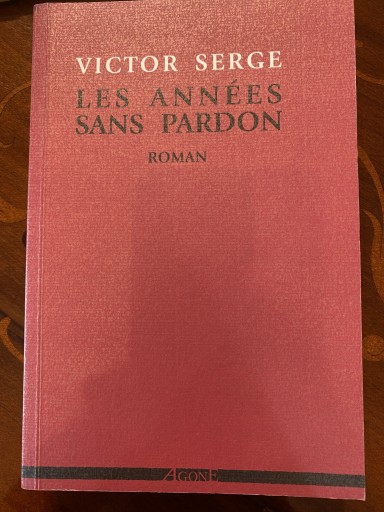 VICTOR SERGE
LES ANNÉES
SANS PARDON
ROMAN
AGONE